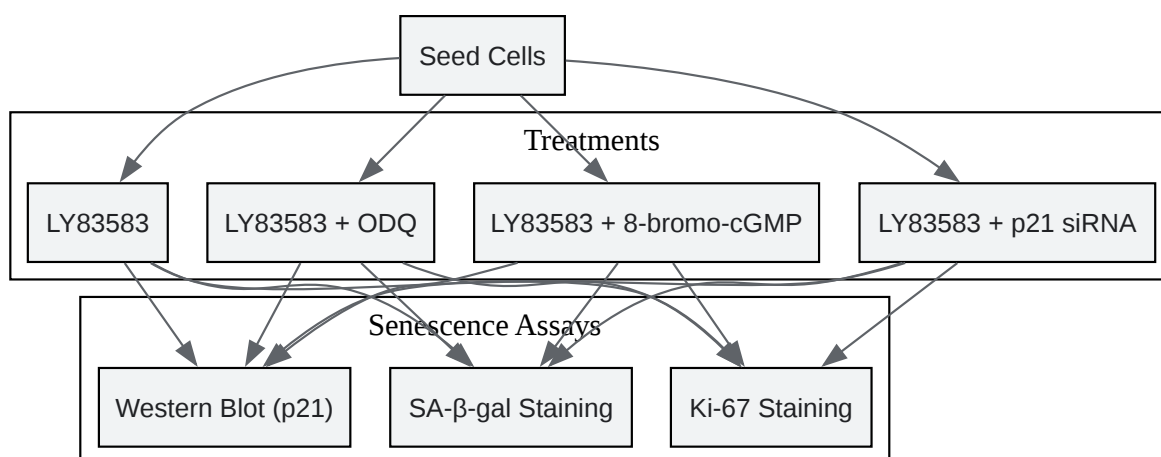 Seed Cells
Treatments
LY83583
LY83583 + ODQ
LY83583 + 8-bromo-cGMP
LY83583 + p21 siRNA
Senescence Assays
Western Blot (p21)
SA-β-gal Staining
Ki-67 Staining